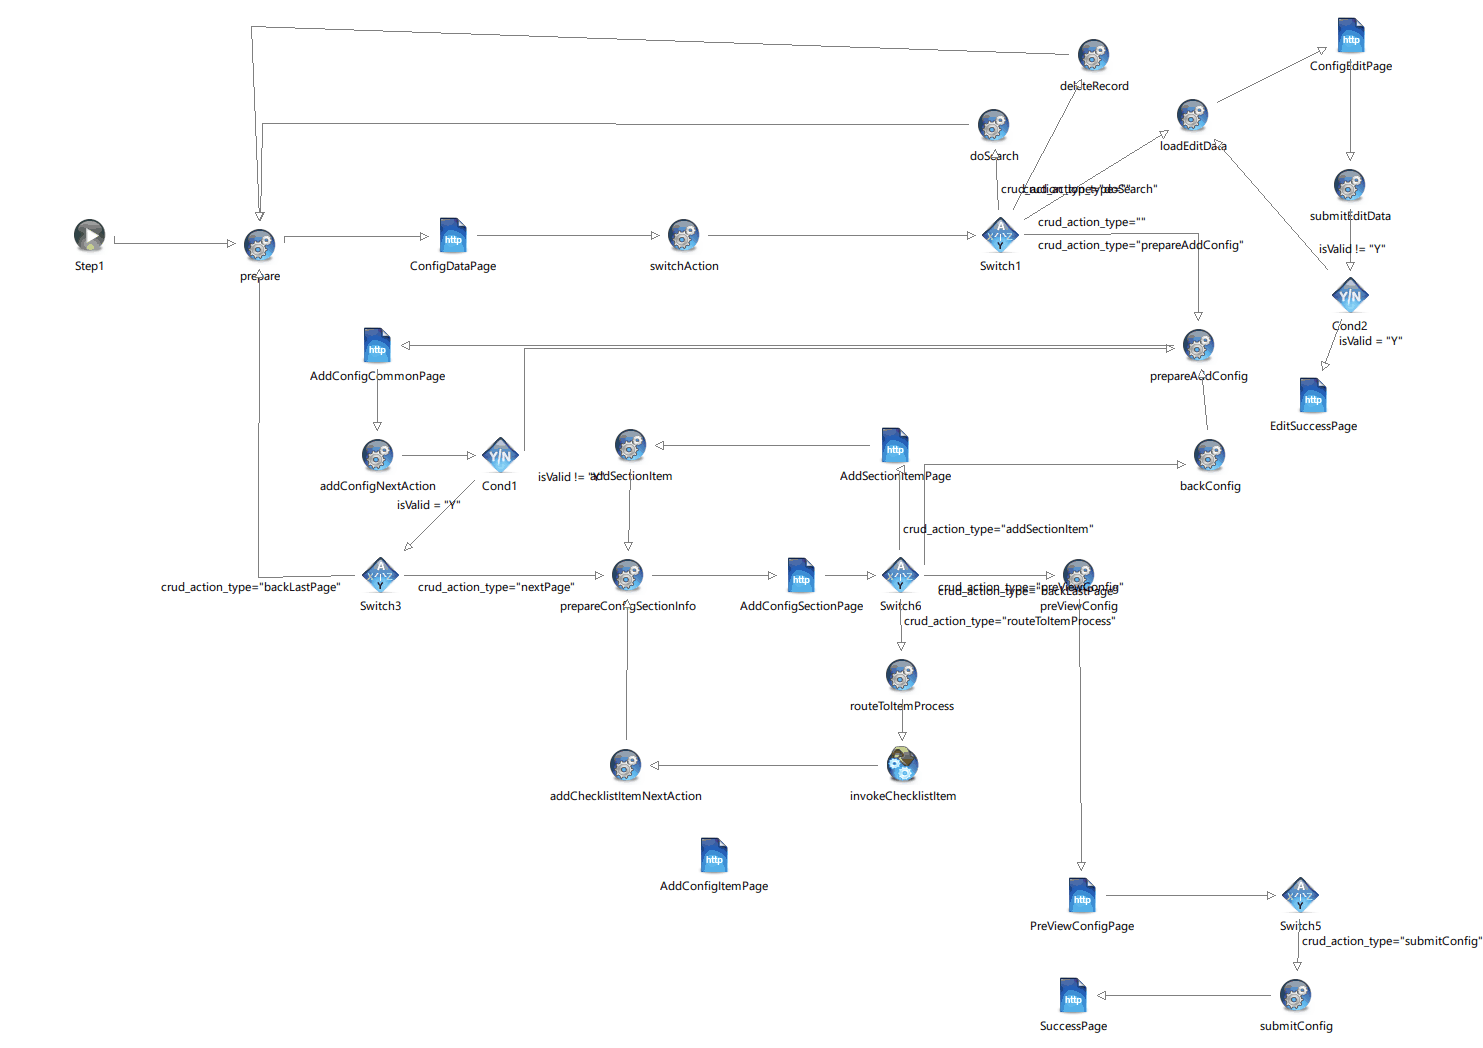 http
ConfigEditPage
deleteRecord
doSearch
loadEditData
submitEditData
crud_action_type="doSearch"
crud_action_type=""
crud_action_type="prepareAddConfig"
Step1
prepare
http
ConfigDataPage
switchAction
A
X Z
Y
Switch1
isValid != "Y"
Y|N
Cond2
isValid = "Y"
http
AddConfigCommonPage
prepareAddConfig
http
EditSuccessPage
addConfigNextAction
Y|N
Cond1
isValid != "Y"
addSectionItem
http
AddSectionItemPage
backConfig
isValid = "Y"
crud_action_type="addSectionItem"
crud_action_type="backLastPage"
A
X Z
Y
Switch3
crud_action_type="nextPage"
prepareConfigSectionInfo
http
AddConfigSectionPage
A
X Z
Y
Switch6
crud_action_type="preViewConfig"
crud_action_type="backLastPage"
preViewConfig
crud_action_type="routeToItemProcess"
routeToItemProcess
addChecklistItemNextAction
invokeChecklistItem
http
AddConfigItemPage
http
PreViewConfigPage
A
X Z
Y
Switch5
crud_action_type="submitConfig"
http
SuccessPage
submitConfig